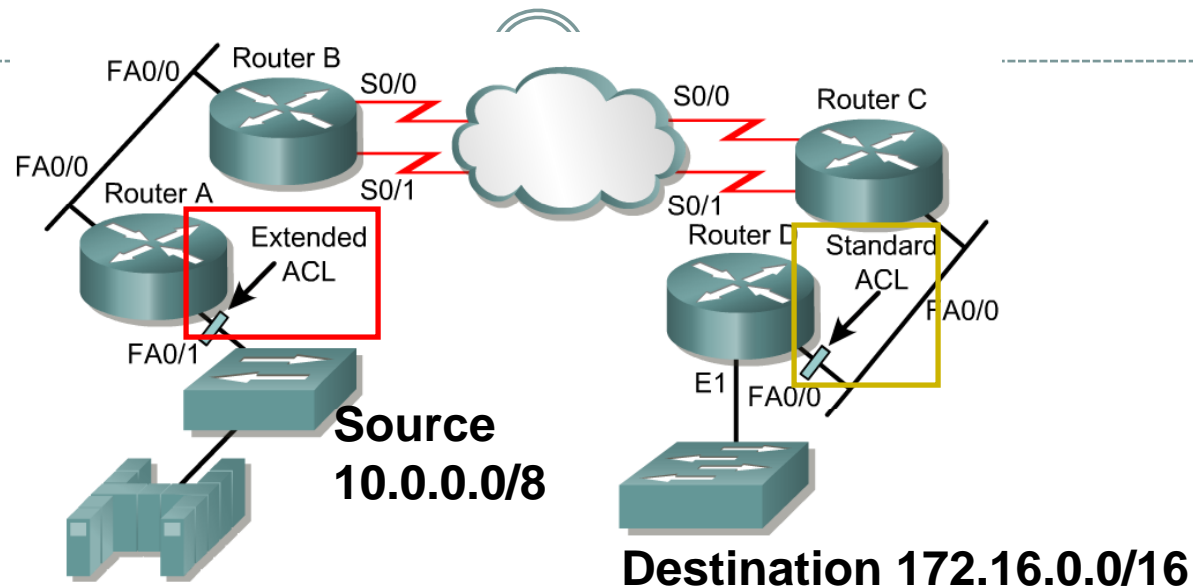 Router B
FA0/0
S0/0
S0/0
Router C
FA0/0
Router A
S0/1
S0/1
Extended
ACL
Router D
Standard
ACL
FA0/0
FA0/1
E1
FA0/0
Source
10.0.0.0/8
Destination 172.16.0.0/16